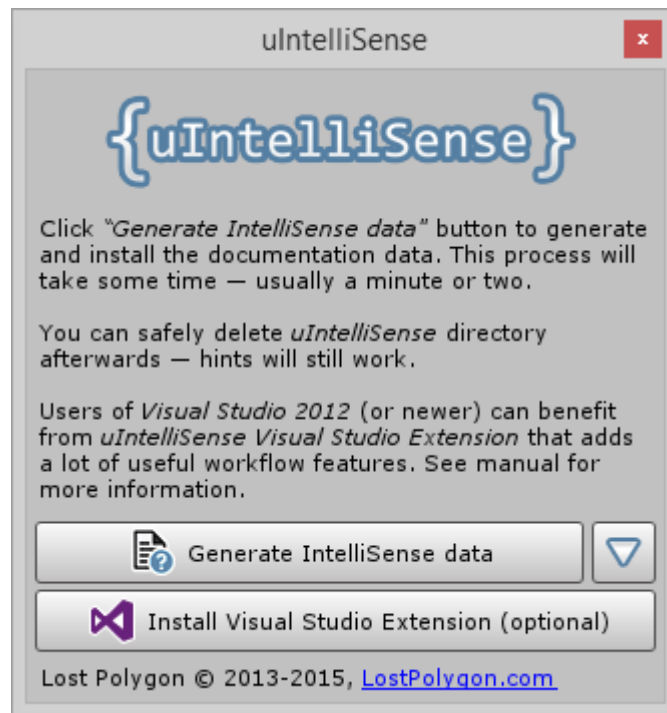 uIntelliSense
x
{uIntelliSense}
Click “Generate IntelliSense data” button to generate
and install the documentation data. This process will
take some time — usually a minute or two.
You can safely delete uIntelliSense directory
afterwards — hints will still work.
Users of Visual Studio 2012 (or newer) can benefit
from uIntelliSense Visual Studio Extension that adds
a lot of useful workflow features. See manual for
more information.
Generate IntelliSense data
Install Visual Studio Extension (optional)
Lost Polygon © 2013-2015, LostPolygon.com